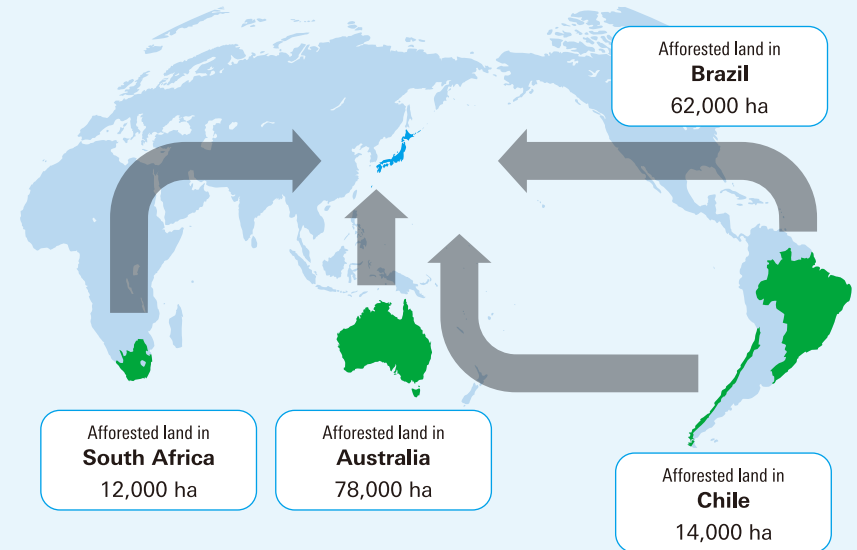 Afforested land in
Brazil
62,000 ha
Afforested land in
South Africa
12,000 ha
Afforested land in
Australia
78,000 ha
Afforested land in
Chile
14,000 ha